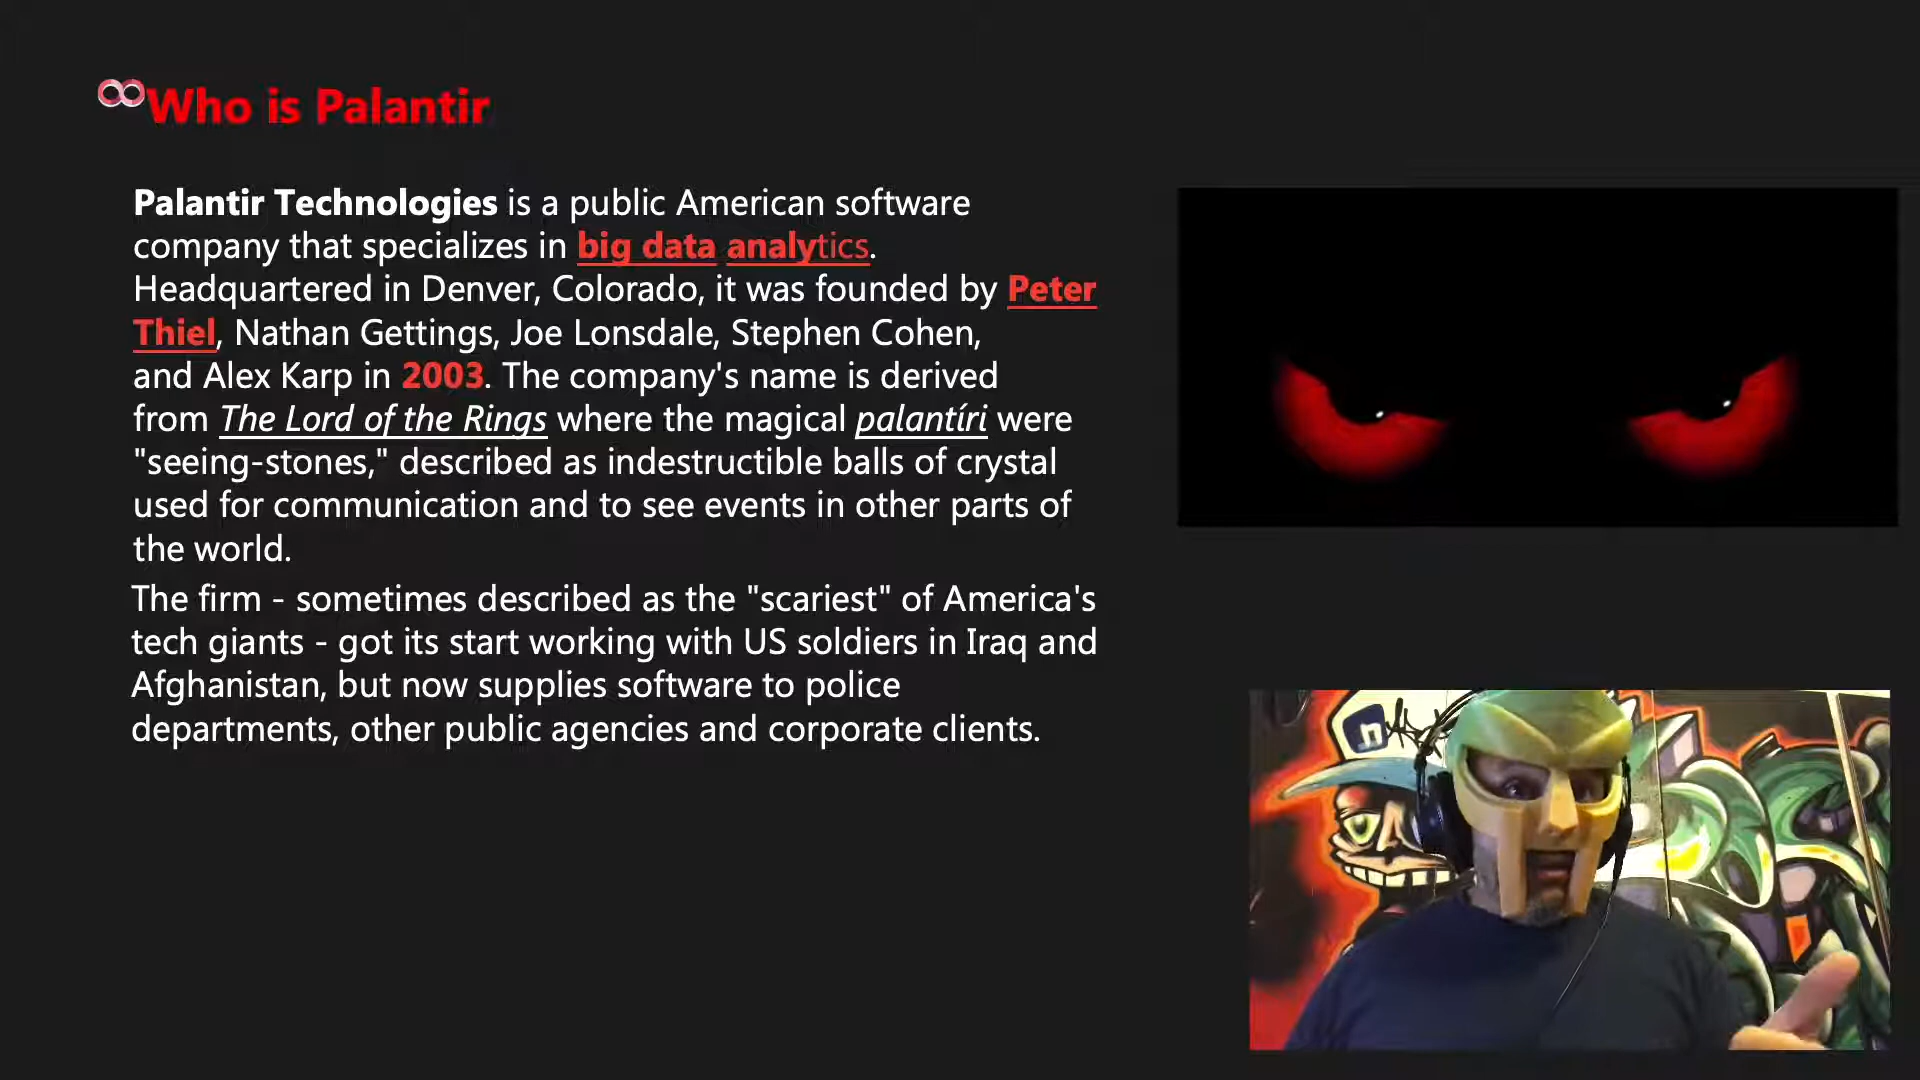 Who is Palantir
Palantir Technologies is a public American software
company that specializes in big data analytics.
Headquartered in Denver, Colorado, it was founded by Peter
Thiel, Nathan Gettings, Joe Lonsdale, Stephen Cohen,
and Alex Karp in 2003. The company's name is derived
from The Lord of the Rings where the magical palantíri were
"seeing-stones," described as indestructible balls of crystal
used for communication and to see events in other parts of
the world.
The firm - sometimes described as the "scariest" of America's
tech giants - got its start working with US soldiers in Iraq and
Afghanistan, but now supplies software to police
departments, other public agencies and corporate clients.